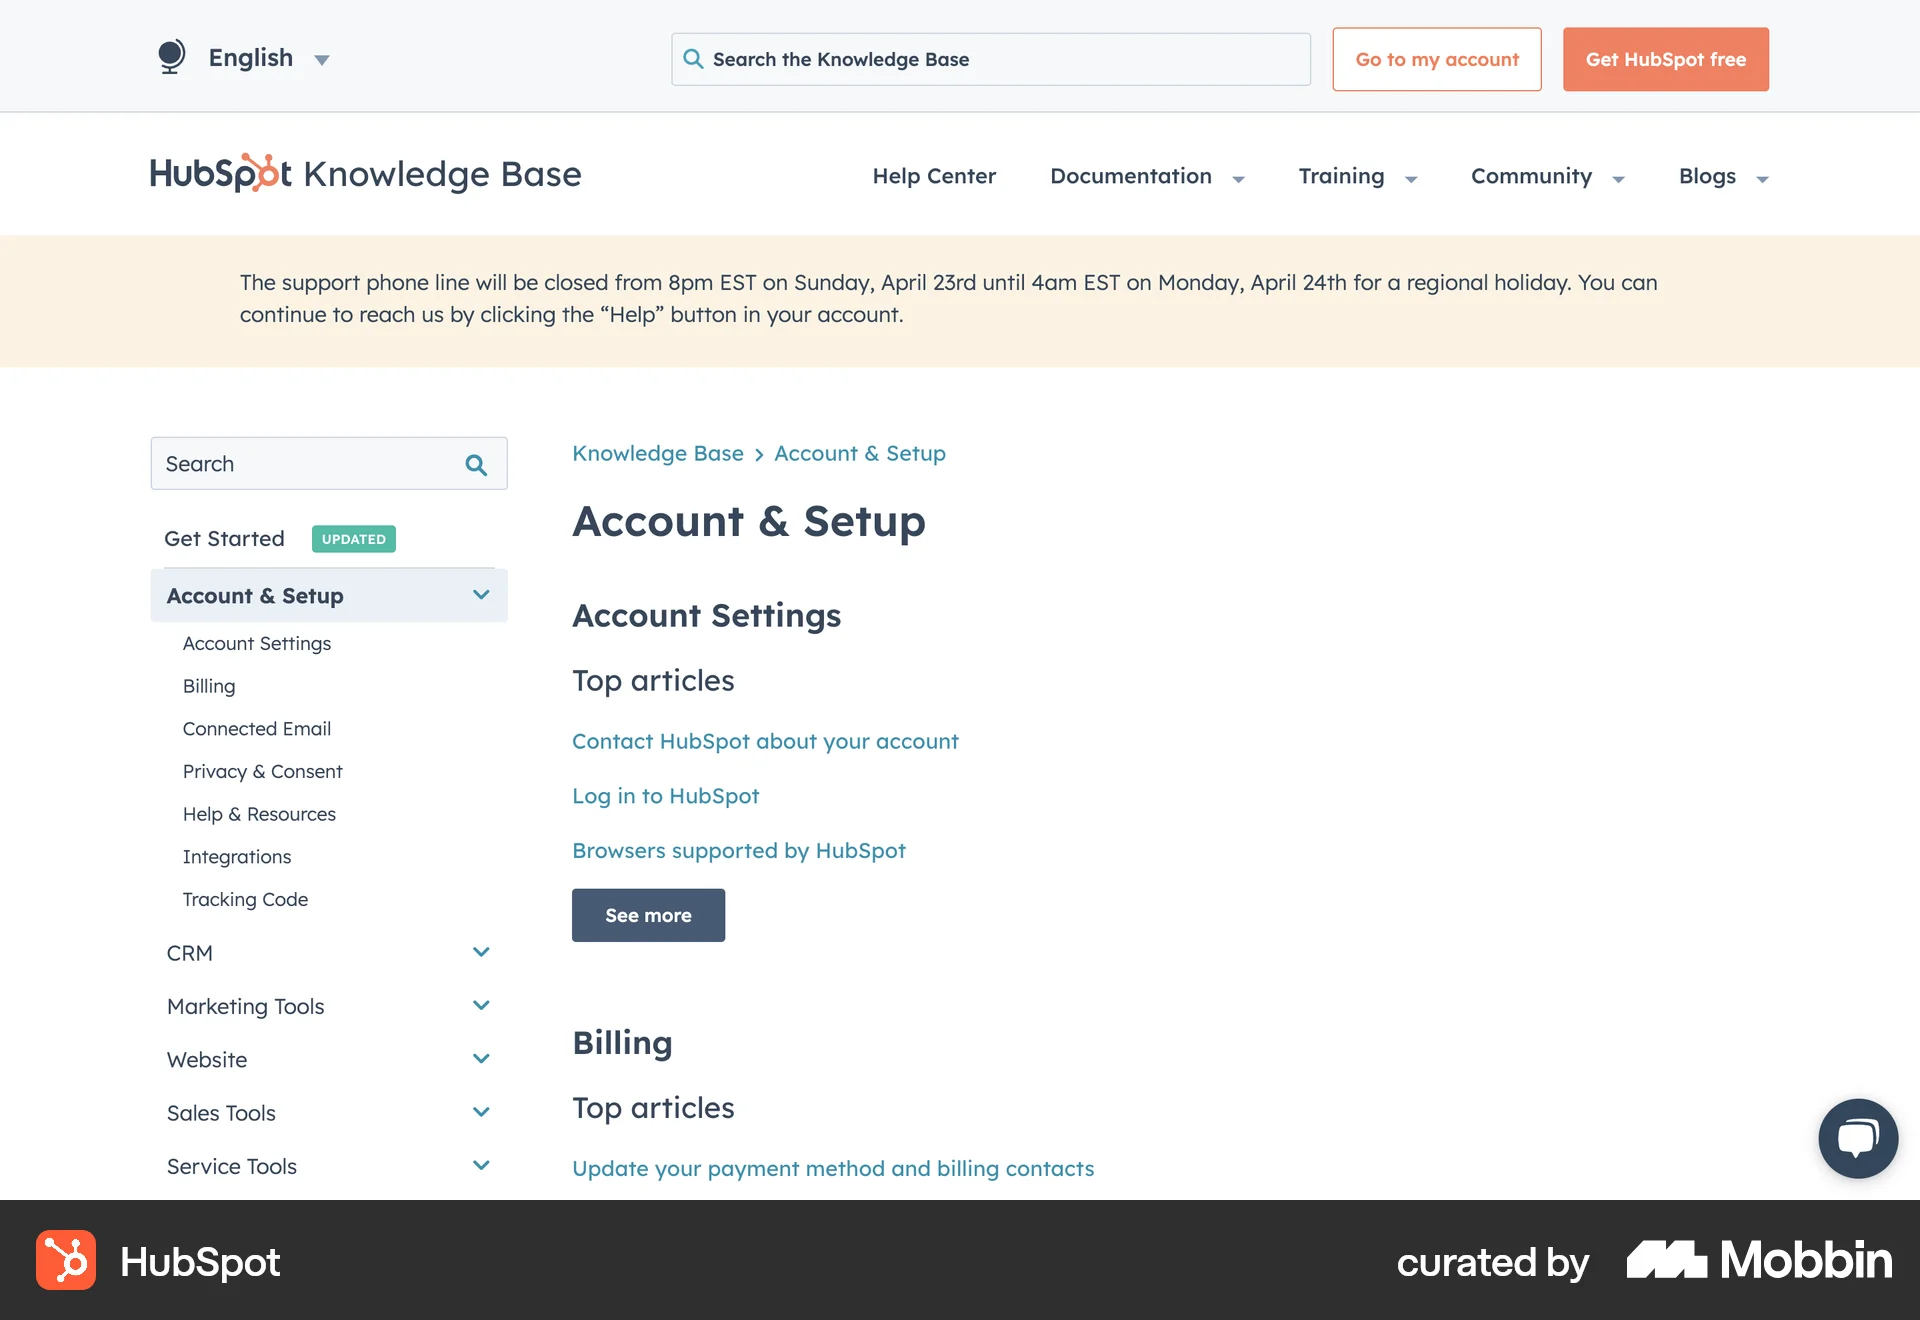 English
Search the Knowledge Base
Go to my account
Get HubSpot free
HubSpot Knowledge Base
Help Center
Documentation
Training
Community
Blogs
The support phone line will be closed from 8pm EST on Sunday, April 23rd until 4am EST on Monday, April 24th for a regional holiday. You can
continue to reach us by clicking the “Help” button in your account.
Search
Get Started
UPDATED
Account & Setup
Account Settings
Billing
Connected Email
Privacy & Consent
Help & Resources
Integrations
Tracking Code
CRM
Marketing Tools
Website
Sales Tools
Service Tools
Knowledge Base > Account & Setup
Account & Setup
Account Settings
Top articles
Contact HubSpot about your account
Log in to HubSpot
Browsers supported by HubSpot
See more
Billing
Top articles
Update your payment method and billing contacts
HubSpot
curated by Mobbin